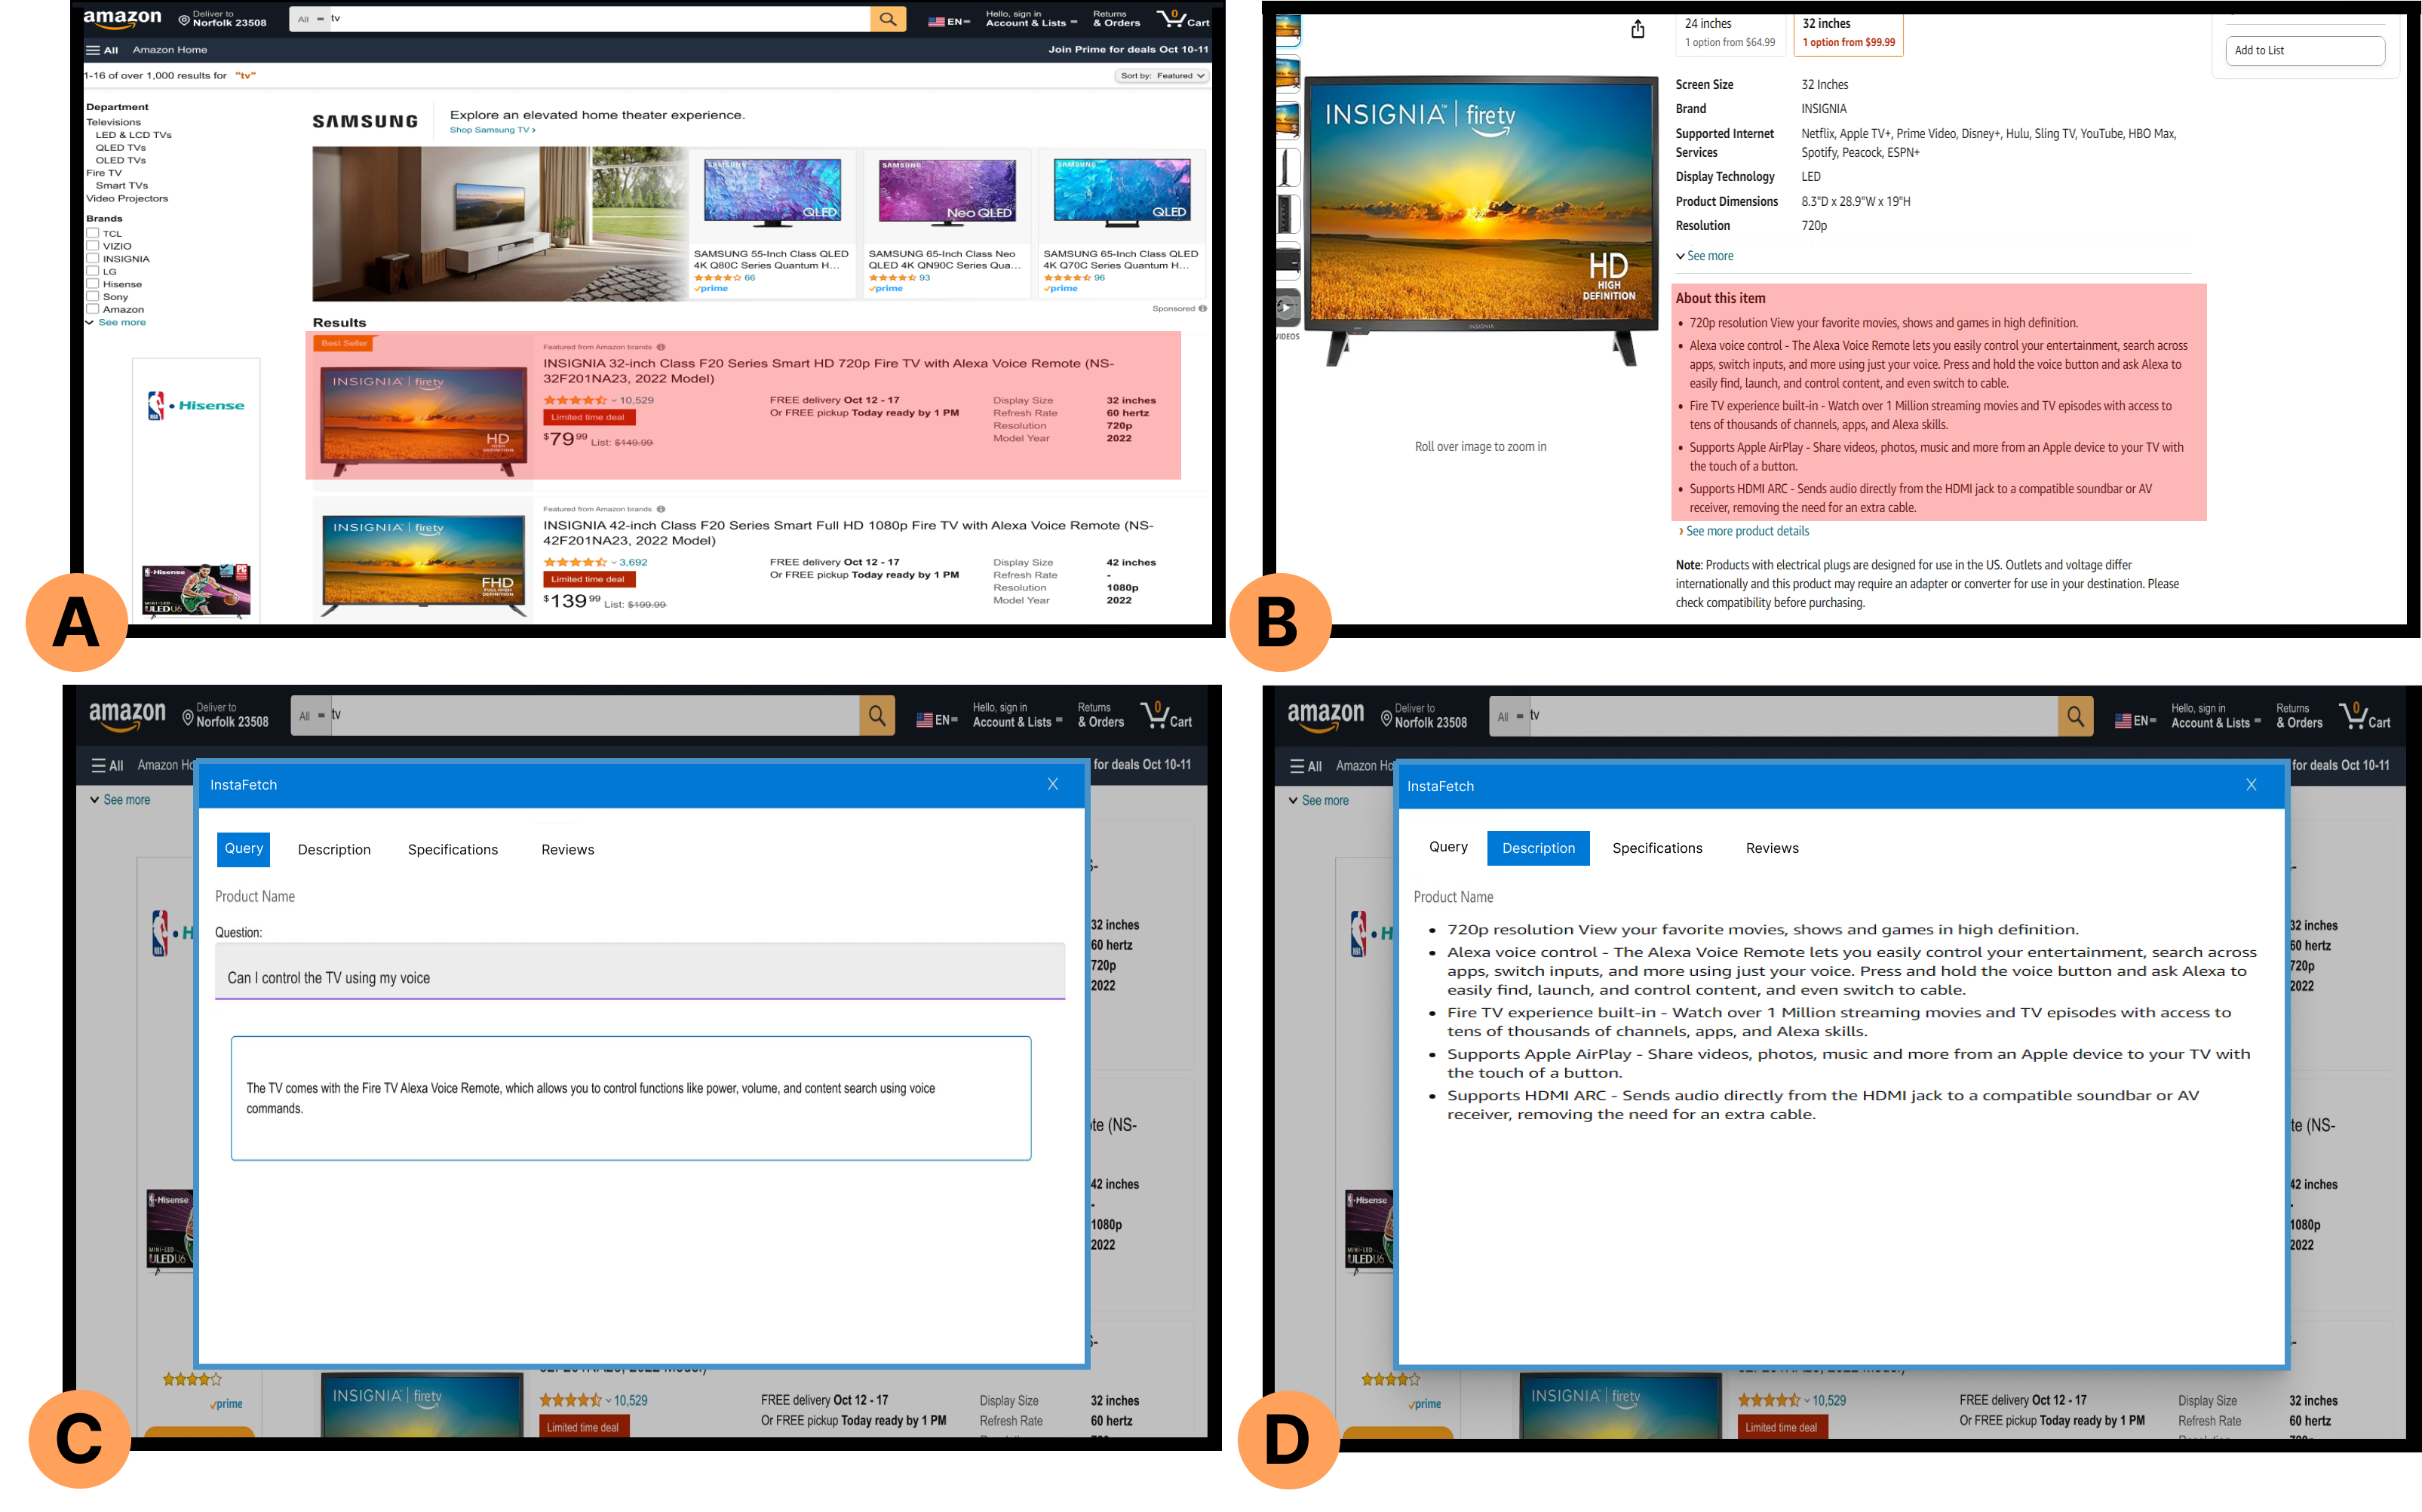 amazon
Deliver to
Norfolk 23508
All tv
EN
Hello, sign in
Account & Lists
Returns
& Orders
0
Cart
All Amazon Home
Join Prime for deals Oct 10-11
1-16 of over 1,000 results for "tv"
Sort by: Featured
Department
Televisions
LED & LCD TVs
QLED TVs
OLED TVs
Fire TV
Smart TVs
Video Projectors
Brands
TCL
VIZIO
INSIGNIA
LG
Hisense
Sony
Amazon
See more
NBA • Hisense
Hisense
PC
MINI-LED
ULED U6
SAMSUNG
Explore an elevated home theater experience.
Shop Samsung TV ›
SAMSUNG
QLED
SAMSUNG 55-Inch Class QLED
4K Q80C Series Quantum H...
66
prime
SAMSUNG
Neo QLED
SAMSUNG 65-Inch Class Neo
QLED 4K QN90C Series Qua...
93
prime
SAMSUNG
QLED
SAMSUNG 65-Inch Class QLED
4K Q70C Series Quantum H...
96
prime
Sponsored
Results
Best Seller
INSIGNIA firetv
HD
HIGH
DEFINITION
Featured from Amazon brands
INSIGNIA 32-inch Class F20 Series Smart HD 720p Fire TV with Alexa Voice Remote (NS-
32F201NA23, 2022 Model)
10,529
Limited time deal
$79 99 List: $149.99
FREE delivery Oct 12 - 17
Or FREE pickup Today ready by 1 PM
Display Size 32 inches
Refresh Rate 60 hertz
Resolution 720p
Model Year 2022
INSIGNIA firetv
FHD
FULL HIGH
DEFINITION
Featured from Amazon brands
INSIGNIA 42-inch Class F20 Series Smart Full HD 1080p Fire TV with Alexa Voice Remote (NS-
42F201NA23, 2022 Model)
3,692
Limited time deal
$139 99 List: $199.99
FREE delivery Oct 12 - 17
Or FREE pickup Today ready by 1 PM
Display Size 42 inches
Refresh Rate -
Resolution 1080p
Model Year 2022
A
24 inches
1 option from $64.99
32 inches
1 option from $99.99
Add to List
VIDEOS
INSIGNIA™ firetv
HD
HIGH
DEFINITION
INSIGNIA
Roll over image to zoom in
Screen Size 32 Inches
Brand INSIGNIA
Supported Internet Services Netflix, Apple TV+, Prime Video, Disney+, Hulu, Sling TV, YouTube, HBO Max,
Spotify, Peacock, ESPN+
Display Technology LED
Product Dimensions 8.3"D x 28.9"W x 19"H
Resolution 720p
See more
About this item
• 720p resolution View your favorite movies, shows and games in high definition.
• Alexa voice control - The Alexa Voice Remote lets you easily control your entertainment, search across
apps, switch inputs, and more using just your voice. Press and hold the voice button and ask Alexa to
easily find, launch, and control content, and even switch to cable.
• Fire TV experience built-in - Watch over 1 Million streaming movies and TV episodes with access to
tens of thousands of channels, apps, and Alexa skills.
• Supports Apple AirPlay - Share videos, photos, music and more from an Apple device to your TV with
the touch of a button.
• Supports HDMI ARC - Sends audio directly from the HDMI jack to a compatible soundbar or AV
receiver, removing the need for an extra cable.
› See more product details
Note: Products with electrical plugs are designed for use in the US. Outlets and voltage differ
internationally and this product may require an adapter or converter for use in your destination. Please
check compatibility before purchasing.
B
amazon
Deliver to
Norfolk 23508
All tv
EN
Hello, sign in
Account & Lists
Returns
& Orders
0
Cart
All Amazon Ho
for deals Oct 10-11
See more
InstaFetch X
Query Description Specifications Reviews
Product Name
Question:
Can I control the TV using my voice
The TV comes with the Fire TV Alexa Voice Remote, which allows you to control functions like power, volume, and content search using voice
commands.
NBA • H
32 inches
60 hertz
720p
2022
te (NS-
42 inches
-
1080p
2022
Hisense
MINI-LED
ULED U6
prime
INSIGNIA firetv
10,529
Limited time deal
FREE delivery Oct 12 - 17
Or FREE pickup Today ready by 1 PM
Display Size 32 inches
Refresh Rate 60 hertz
C
amazon
Deliver to
Norfolk 23508
All tv
EN
Hello, sign in
Account & Lists
Returns
& Orders
0
Cart
All Amazon Ho
for deals Oct 10-11
See more
InstaFetch X
Query Description Specifications Reviews
Product Name
• 720p resolution View your favorite movies, shows and games in high definition.
• Alexa voice control - The Alexa Voice Remote lets you easily control your entertainment, search across
apps, switch inputs, and more using just your voice. Press and hold the voice button and ask Alexa to
easily find, launch, and control content, and even switch to cable.
• Fire TV experience built-in - Watch over 1 Million streaming movies and TV episodes with access to
tens of thousands of channels, apps, and Alexa skills.
• Supports Apple AirPlay - Share videos, photos, music and more from an Apple device to your TV with
the touch of a button.
• Supports HDMI ARC - Sends audio directly from the HDMI jack to a compatible soundbar or AV
receiver, removing the need for an extra cable.
NBA • H
32 inches
60 hertz
720p
2022
te (NS-
42 inches
-
1080p
2022
Hisense
MINI-LED
ULED U6
prime
INSIGNIA firetv
10,529
Limited time deal
FREE delivery Oct 12 - 17
Or FREE pickup Today ready by 1 PM
Display Size 32 inches
Refresh Rate 60 hertz
D